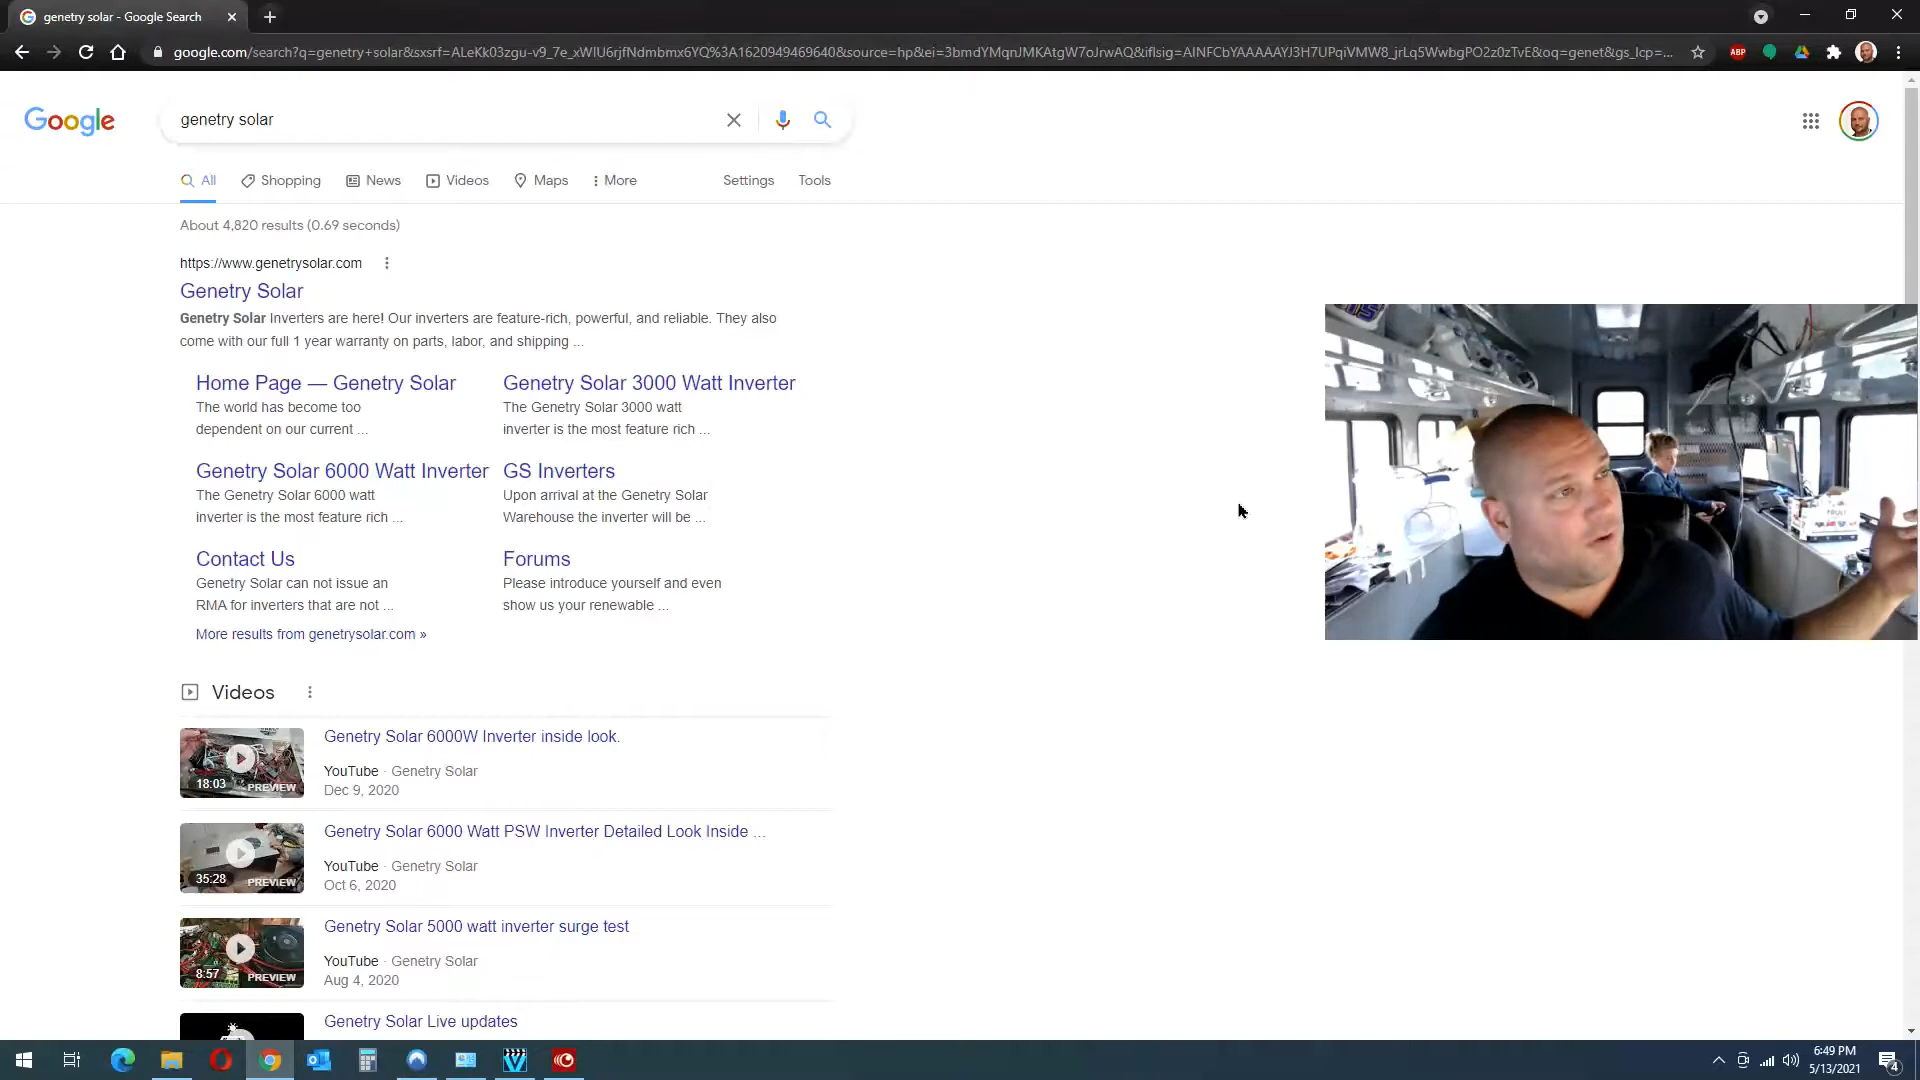 genetry solar - Google Search
google.com/search?q=genetry+solar&sxsrf=ALeKk03zgu-v9_7e_xWIU6rjfNdmbmx6YQ%3A1620949469640&source=hp&ei=3bmdYMqnJMKAtgW7oJrwAQ&iflsig=AINFCbYAAAAAYJ3H7UPqiVMW8_jrLq5WwbgPO2z0zTvE&oq=genet&gs_lcp=...
ABP
Google
genetry solar
All Shopping News Videos Maps More Settings Tools
About 4,820 results (0.69 seconds)
https://www.genetrysolar.com
Genetry Solar
Genetry Solar Inverters are here! Our inverters are feature-rich, powerful, and reliable. They also
come with our full 1 year warranty on parts, labor, and shipping ...
Home Page — Genetry Solar
The world has become too
dependent on our current ...
Genetry Solar 3000 Watt Inverter
The Genetry Solar 3000 watt
inverter is the most feature rich ...
Genetry Solar 6000 Watt Inverter
The Genetry Solar 6000 watt
inverter is the most feature rich ...
GS Inverters
Upon arrival at the Genetry Solar
Warehouse the inverter will be ...
Contact Us
Genetry Solar can not issue an
RMA for inverters that are not ...
Forums
Please introduce yourself and even
show us your renewable ...
More results from genetrysolar.com »
Videos
18:03 PREVIEW
Genetry Solar 6000W Inverter inside look.
YouTube · Genetry Solar
Dec 9, 2020
35:28 PREVIEW
Genetry Solar 6000 Watt PSW Inverter Detailed Look Inside ...
YouTube · Genetry Solar
Oct 6, 2020
8:57 PREVIEW
Genetry Solar 5000 watt inverter surge test
YouTube · Genetry Solar
Aug 4, 2020
Genetry Solar Live updates
6:49 PM
5/13/2021
4